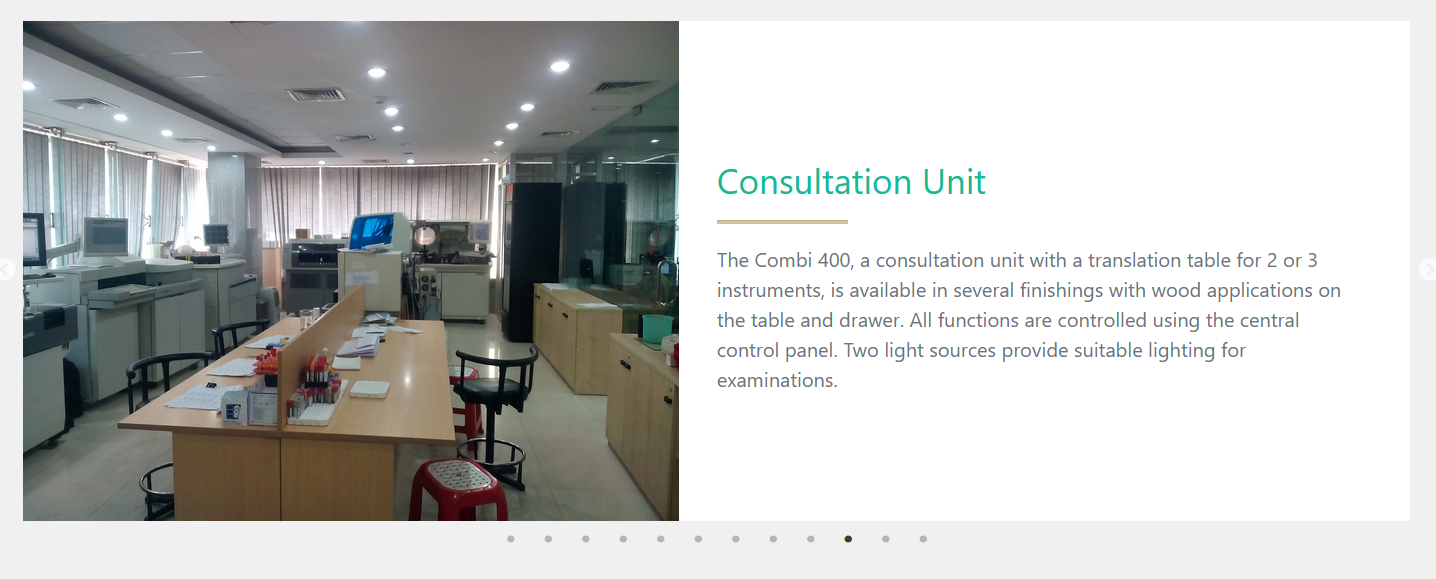 Consultation Unit
The Combi 400, a consultation unit with a translation table for 2 or 3
instruments, is available in several finishings with wood applications on
the table and drawer. All functions are controlled using the central
control panel. Two light sources provide suitable lighting for
examinations.